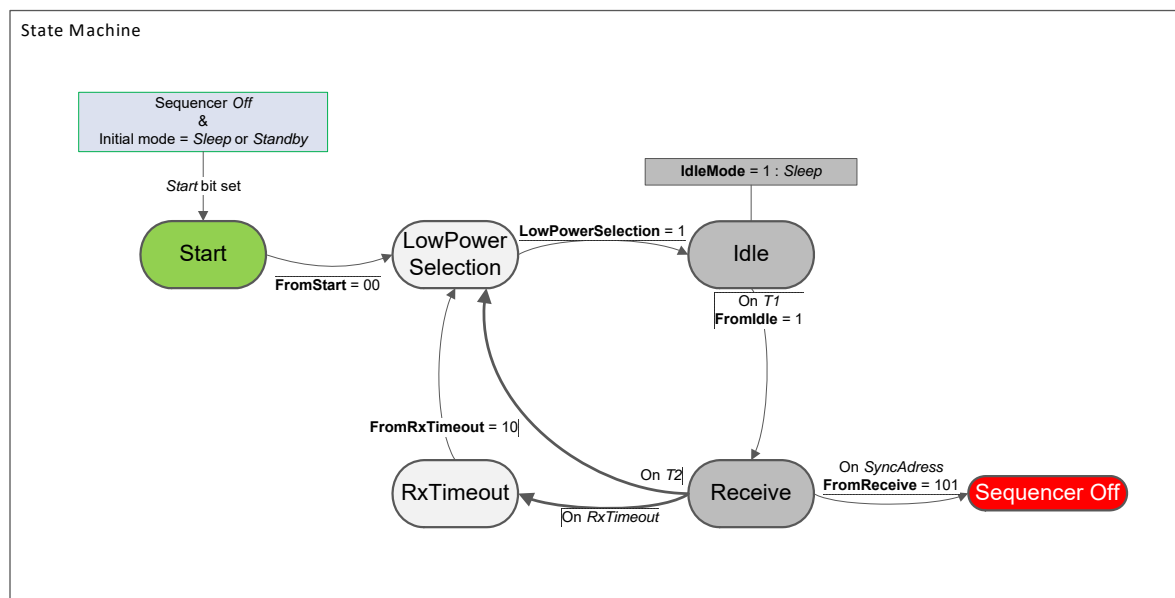 State Machine
Sequencer Off
&
Initial mode = Sleep or Standby
Start bit set
IdleMode = 1 : Sleep
Start
LowPower
Selection
LowPowerSelection = 1
Idle
FromStart = 00
On T1
FromIdle = 1
FromRxTimeout = 10
On T2
On SyncAdress
FromReceive = 101
RxTimeout
On RxTimeout
Receive
Sequencer Off